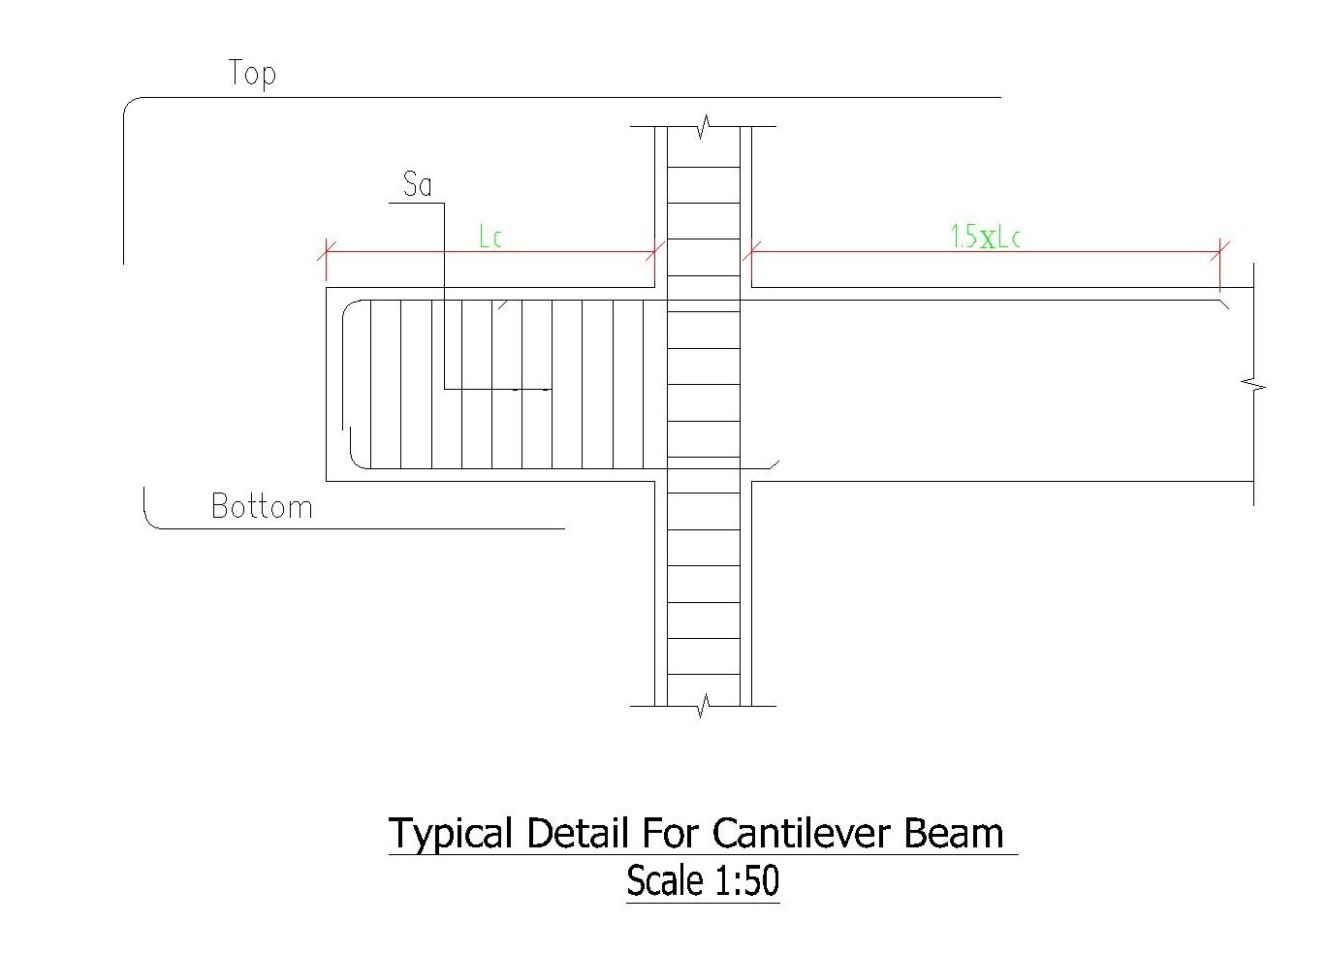 Top
Sa
Lc
1.5xLc
Bottom
Typical Detail For Cantilever Beam
Scale 1:50